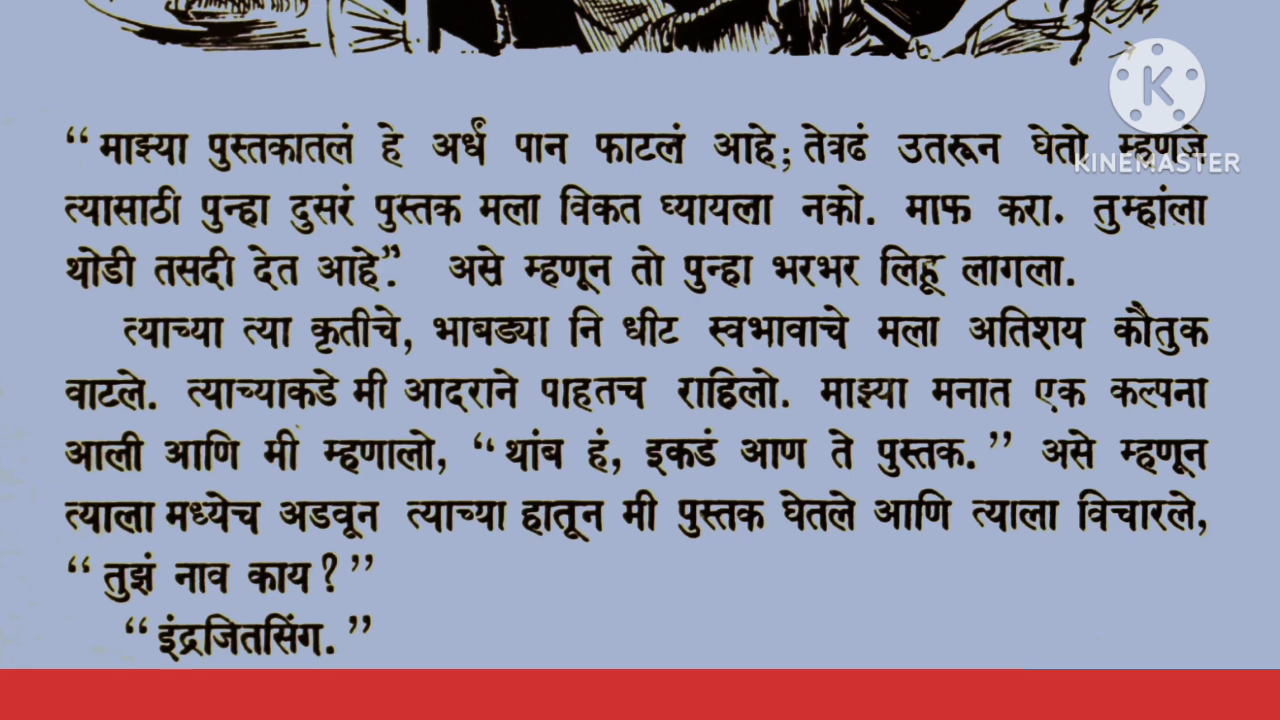 “माझ्या पुस्तकातलं हे अर्धं पान फाटलं आहे; तेवढं उतरून घेतो म्हणजे
KINEMASTER
त्यासाठी पुन्हा दुसरं पुस्तक मला विकत घ्यायला नको. माफ करा. तुम्हांला
थोडी तसदी देत आहे.” असे म्हणून तो पुन्हा भरभर लिहू लागला.
त्याच्या त्या कृतीचे, भाबड्या नि धीट स्वभावाचे मला अतिशय कौतुक
वाटले. त्याच्याकडे मी आदराने पाहतच राहिलो. माझ्या मनात एक कल्पना
आली आणि मी म्हणालो, “थांब हं, इकडं आण ते पुस्तक.” असे म्हणून
त्याला मध्येच अडवून त्याच्या हातून मी पुस्तक घेतले आणि त्याला विचारले,
“तुझं नाव काय?”
“इंद्रजितसिंग.”